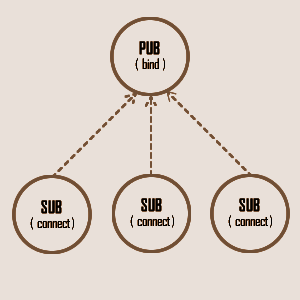 PUB
( bind )
SUB
( connect )
SUB
( connect )
SUB
( connect )